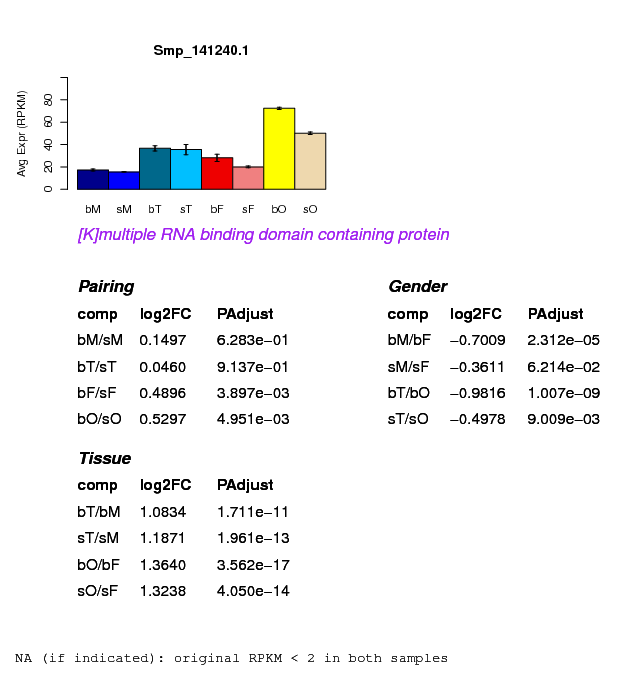 Smp_141240.1
Avg Expr (RPKM)
80
60
40
20
0
bM sM bT sT bF sF bO sO
[K]multiple RNA binding domain containing protein
Pairing
comp log2FC PAdjust
bM/sM 0.1497 6.283e−01
bT/sT 0.0460 9.137e−01
bF/sF 0.4896 3.897e−03
bO/sO 0.5297 4.951e−03
Gender
comp log2FC PAdjust
bM/bF −0.7009 2.312e−05
sM/sF −0.3611 6.214e−02
bT/bO −0.9816 1.007e−09
sT/sO −0.4978 9.009e−03
Tissue
comp log2FC PAdjust
bT/bM 1.0834 1.711e−11
sT/sM 1.1871 1.961e−13
bO/bF 1.3640 3.562e−17
sO/sF 1.3238 4.050e−14
NA (if indicated): original RPKM < 2 in both samples